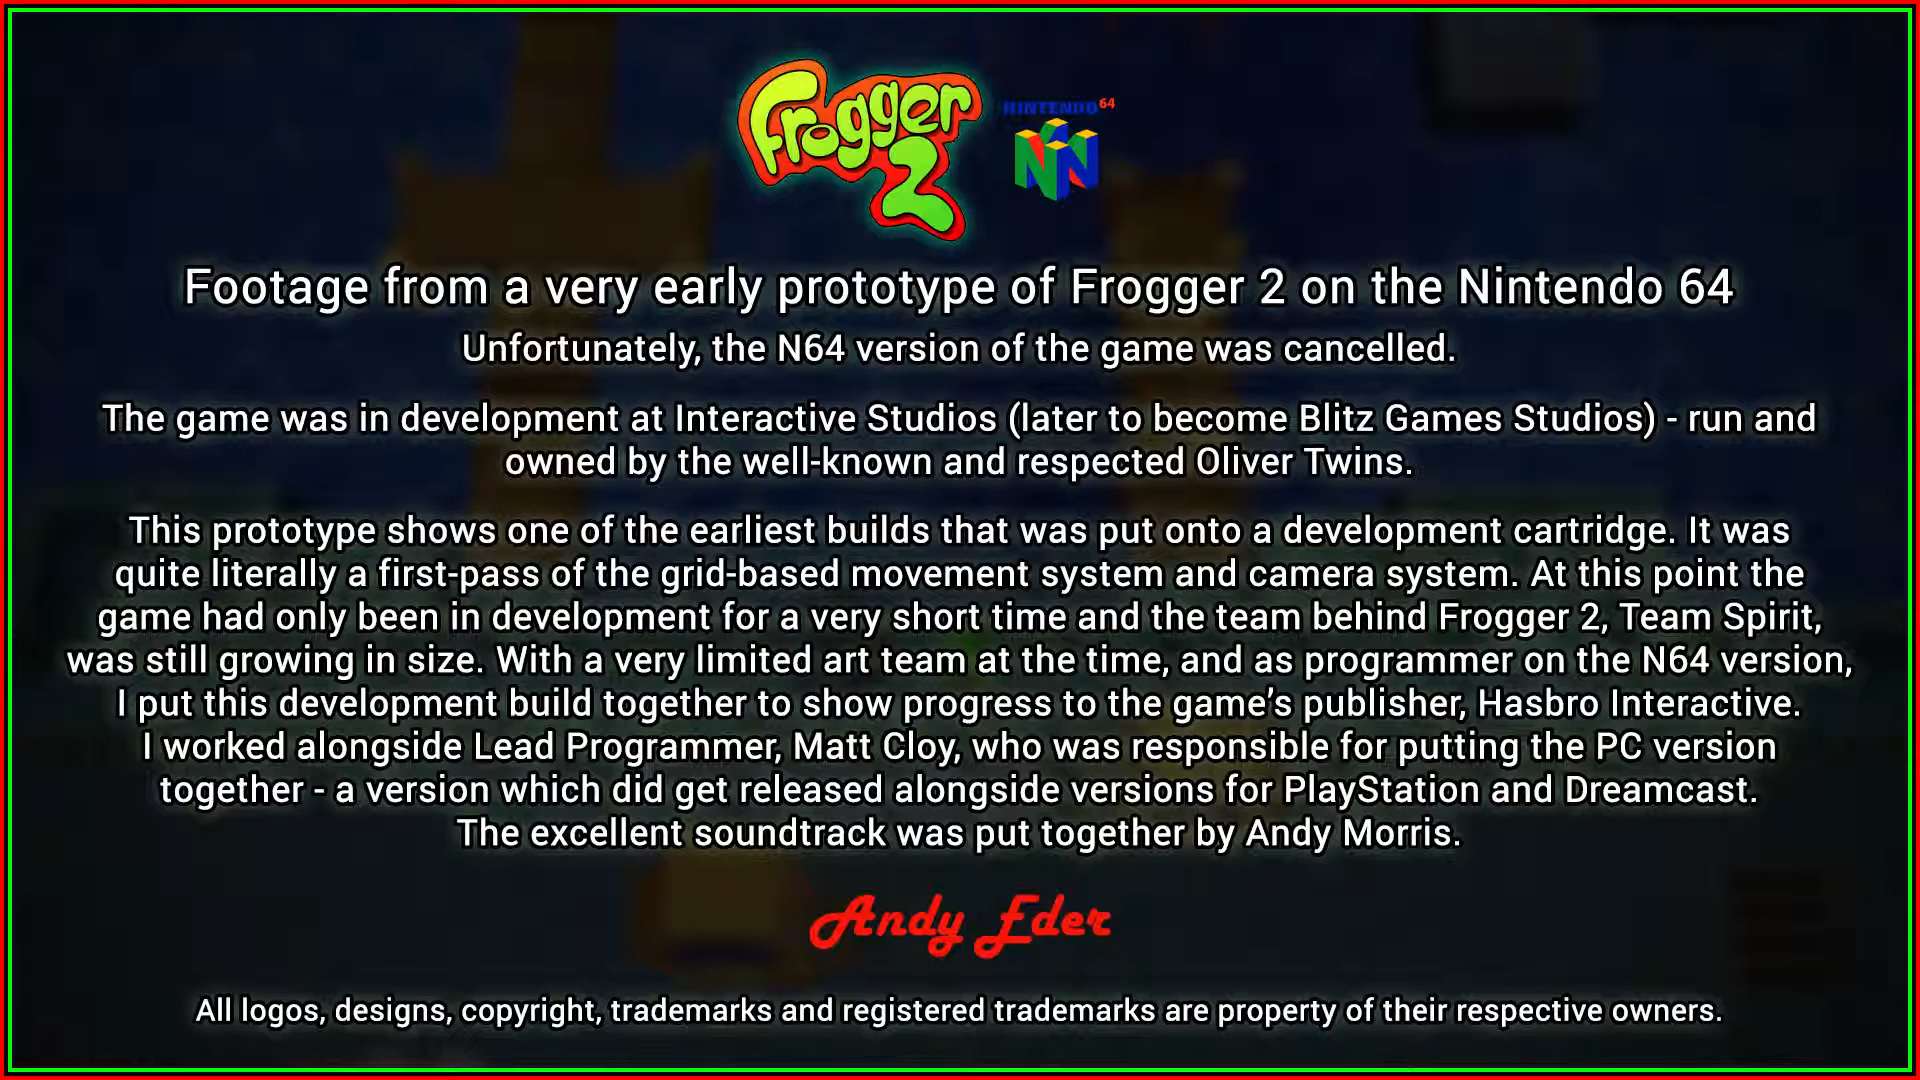 Frogger 2
NINTENDO 64
Footage from a very early prototype of Frogger 2 on the Nintendo 64
Unfortunately, the N64 version of the game was cancelled.
The game was in development at Interactive Studios (later to become Blitz Games Studios) - run and
owned by the well-known and respected Oliver Twins.
This prototype shows one of the earliest builds that was put onto a development cartridge. It was
quite literally a first-pass of the grid-based movement system and camera system. At this point the
game had only been in development for a very short time and the team behind Frogger 2, Team Spirit,
was still growing in size. With a very limited art team at the time, and as programmer on the N64 version,
I put this development build together to show progress to the game’s publisher, Hasbro Interactive.
I worked alongside Lead Programmer, Matt Cloy, who was responsible for putting the PC version
together - a version which did get released alongside versions for PlayStation and Dreamcast.
The excellent soundtrack was put together by Andy Morris.
Andy Eder
All logos, designs, copyright, trademarks and registered trademarks are property of their respective owners.